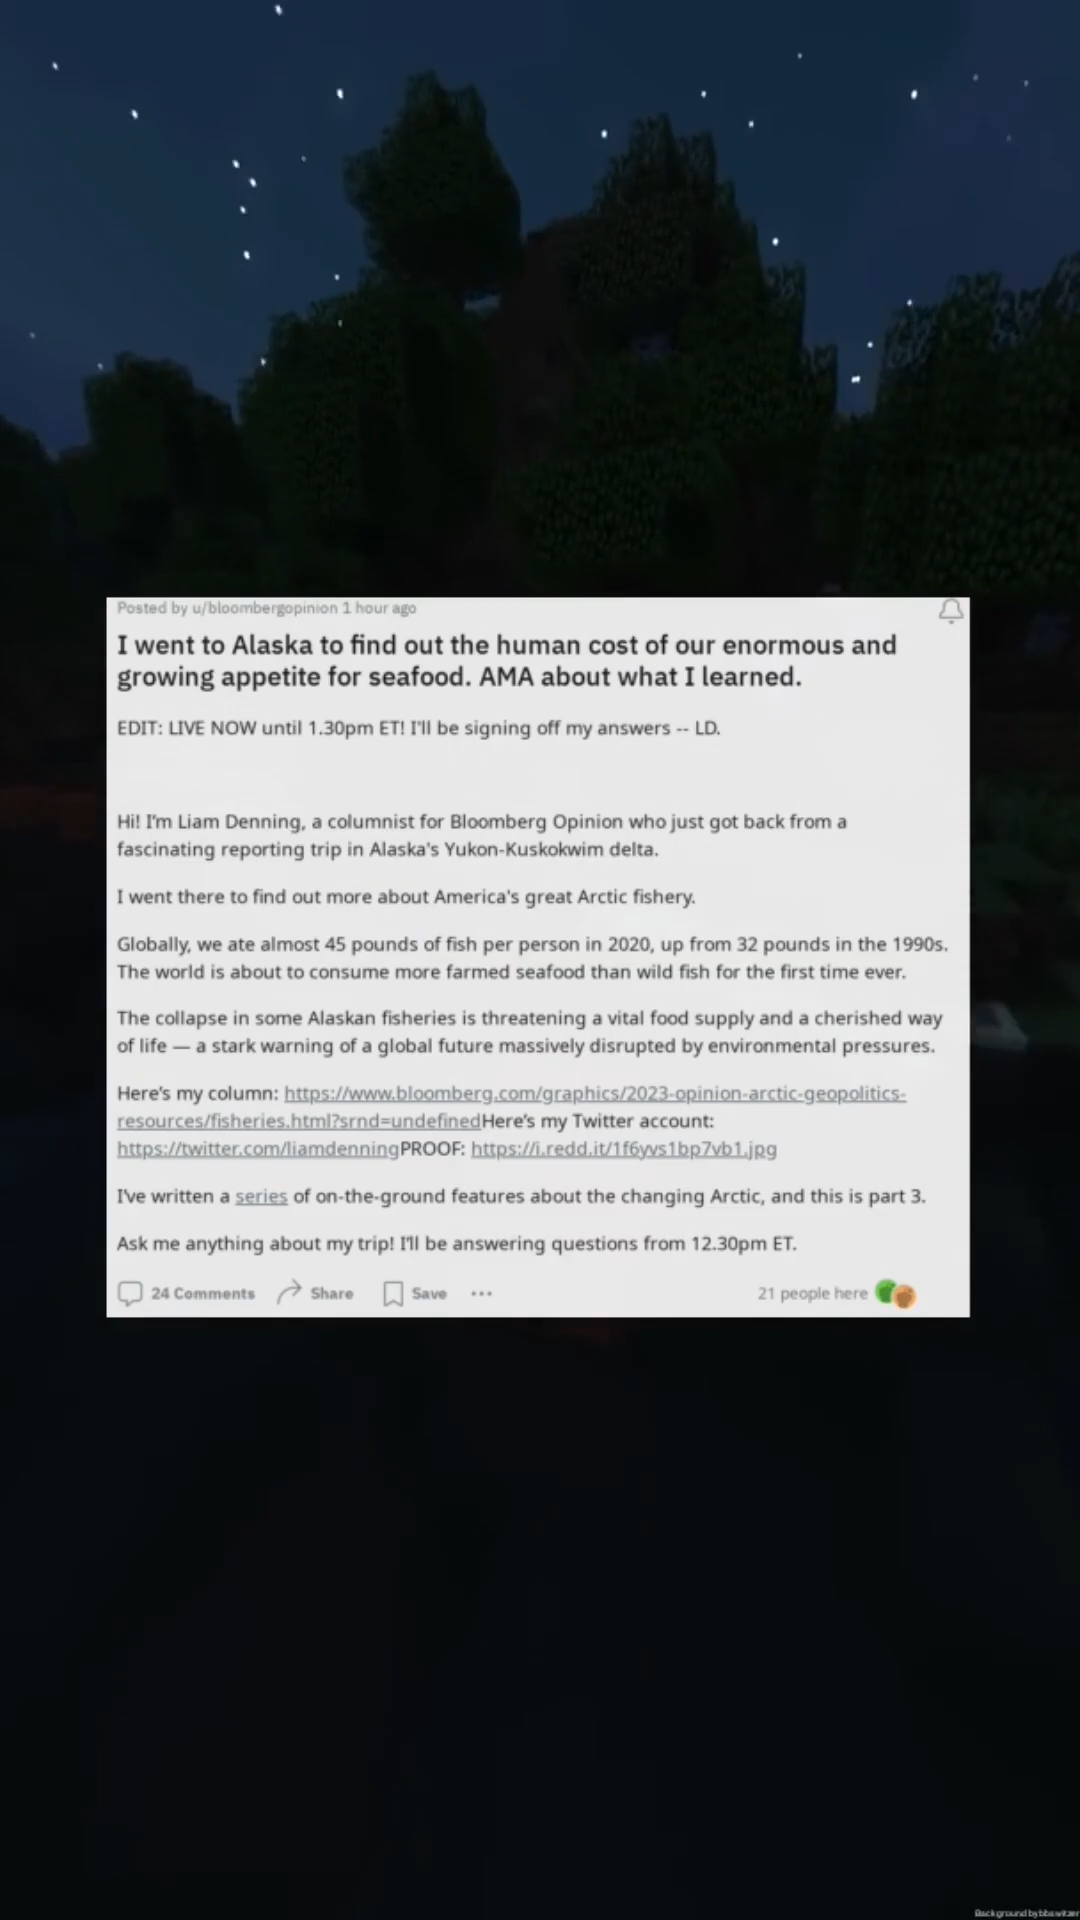 Posted by u/bloombergopinion 1 hour ago
I went to Alaska to find out the human cost of our enormous and
growing appetite for seafood. AMA about what I learned.
EDIT: LIVE NOW until 1.30pm ET! I'll be signing off my answers -- LD.
Hi! I'm Liam Denning, a columnist for Bloomberg Opinion who just got back from a
fascinating reporting trip in Alaska's Yukon-Kuskokwim delta.
I went there to find out more about America's great Arctic fishery.
Globally, we ate almost 45 pounds of fish per person in 2020, up from 32 pounds in the 1990s.
The world is about to consume more farmed seafood than wild fish for the first time ever.
The collapse in some Alaskan fisheries is threatening a vital food supply and a cherished way
of life — a stark warning of a global future massively disrupted by environmental pressures.
Here's my column: https://www.bloomberg.com/graphics/2023-opinion-arctic-geopolitics-
resources/fisheries.html?srnd=undefinedHere's my Twitter account:
https://twitter.com/liamdenningPROOF: https://i.redd.it/1f6yvs1bp7vb1.jpg
I've written a series of on-the-ground features about the changing Arctic, and this is part 3.
Ask me anything about my trip! I'll be answering questions from 12.30pm ET.
24 Comments Share Save ··· 21 people here
Background by bbswitzer